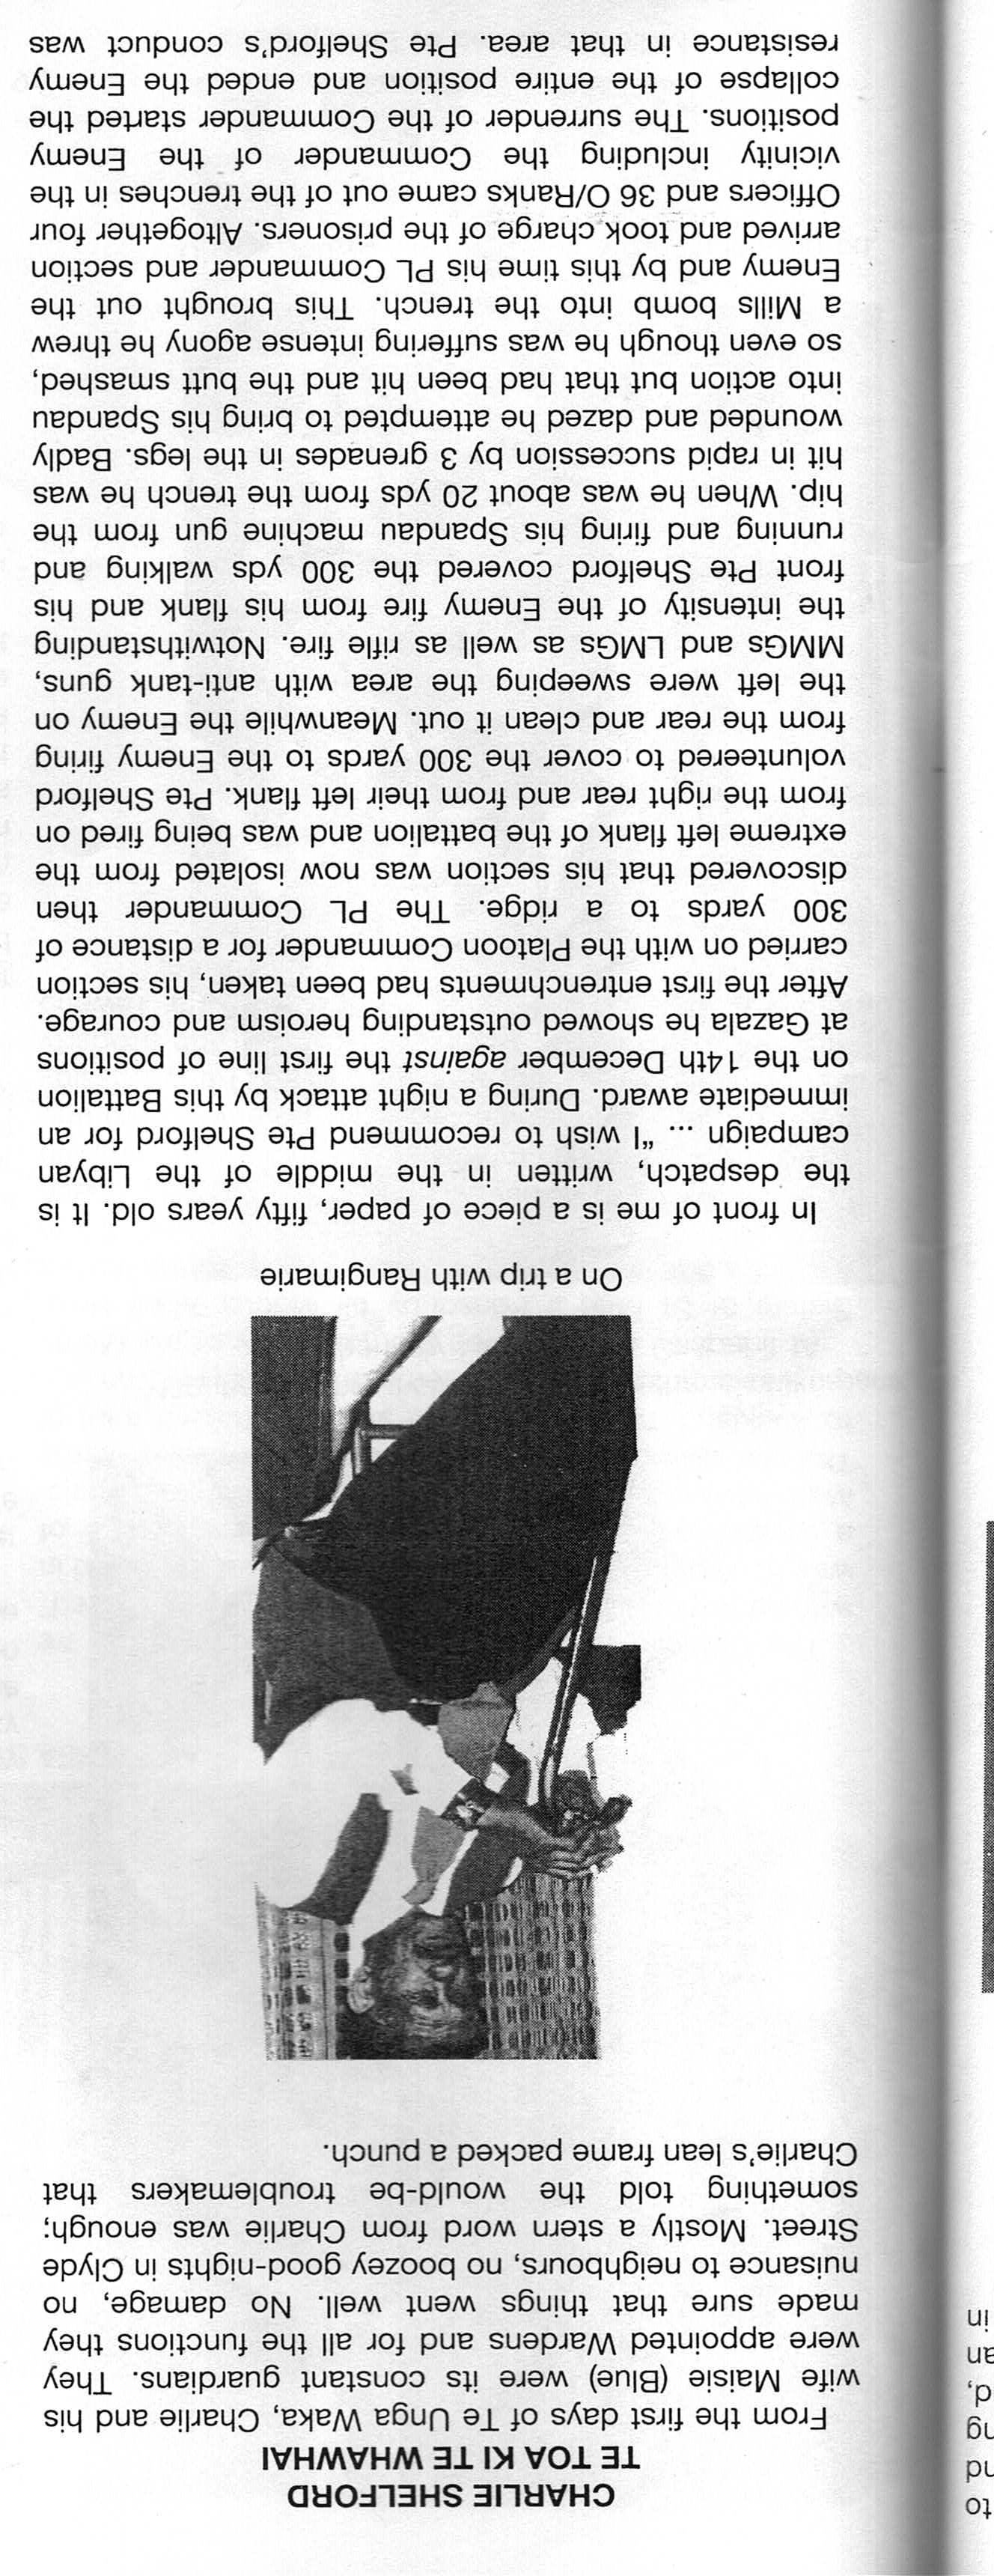 to
nd
ng
d,
an
in
CHARLIE SHELFORD
TE TOA KI TE WHAWHAI
From the first days of Te Unga Waka, Charlie and his
wife Maisie (Blue) were its constant guardians. They
were appointed Wardens and for all the functions they
made sure that things went well. No damage, no
nuisance to neighbours, no boozey good-nights in Clyde
Street. Mostly a stern word from Charlie was enough;
something told the would-be troublemakers that
Charlie's lean frame packed a punch.
On a trip with Rangimarie
In front of me is a piece of paper, fifty years old. It is
the despatch, written in the middle of the Libyan
campaign ... “I wish to recommend Pte Shelford for an
immediate award. During a night attack by this Battalion
on the 14th December against the first line of positions
at Gazala he showed outstanding heroism and courage.
After the first entrenchments had been taken, his section
carried on with the Platoon Commander for a distance of
300 yards to a ridge. The PL Commander then
discovered that his section was now isolated from the
extreme left flank of the battalion and was being fired on
from the right rear and from their left flank. Pte Shelford
volunteered to cover the 300 yards to the Enemy firing
from the rear and clean it out. Meanwhile the Enemy on
the left were sweeping the area with anti-tank guns,
MMGs and LMGs as well as rifle fire. Notwithstanding
the intensity of the Enemy fire from his flank and his
front Pte Shelford covered the 300 yds walking and
running and firing his Spandau machine gun from the
hip. When he was about 20 yds from the trench he was
hit in rapid succession by 3 grenades in the legs. Badly
wounded and dazed he attempted to bring his Spandau
into action but that had been hit and the butt smashed,
so even though he was suffering intense agony he threw
a Mills bomb into the trench. This brought out the
Enemy and by this time his PL Commander and section
arrived and took charge of the prisoners. Altogether four
Officers and 36 O/Ranks came out of the trenches in the
vicinity including the Commander of the Enemy
positions. The surrender of the Commander started the
collapse of the entire position and ended the Enemy
resistance in that area. Pte Shelford's conduct was